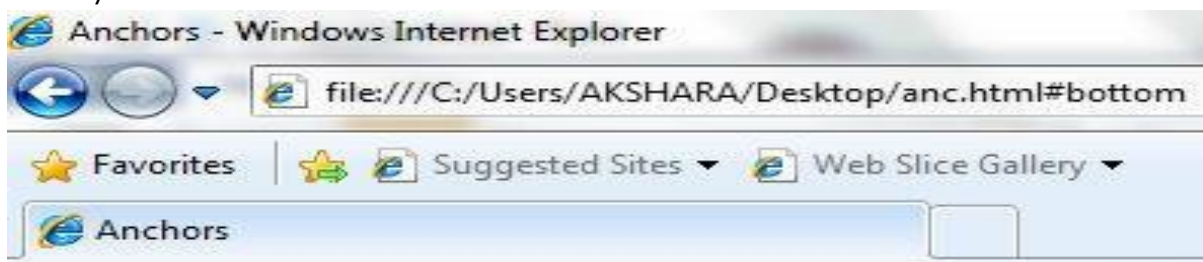 Anchors - Windows Internet Explorer
file:///C:/Users/AKSHARA/Desktop/anc.html#bottom
Favorites Suggested Sites Web Slice Gallery
Anchors